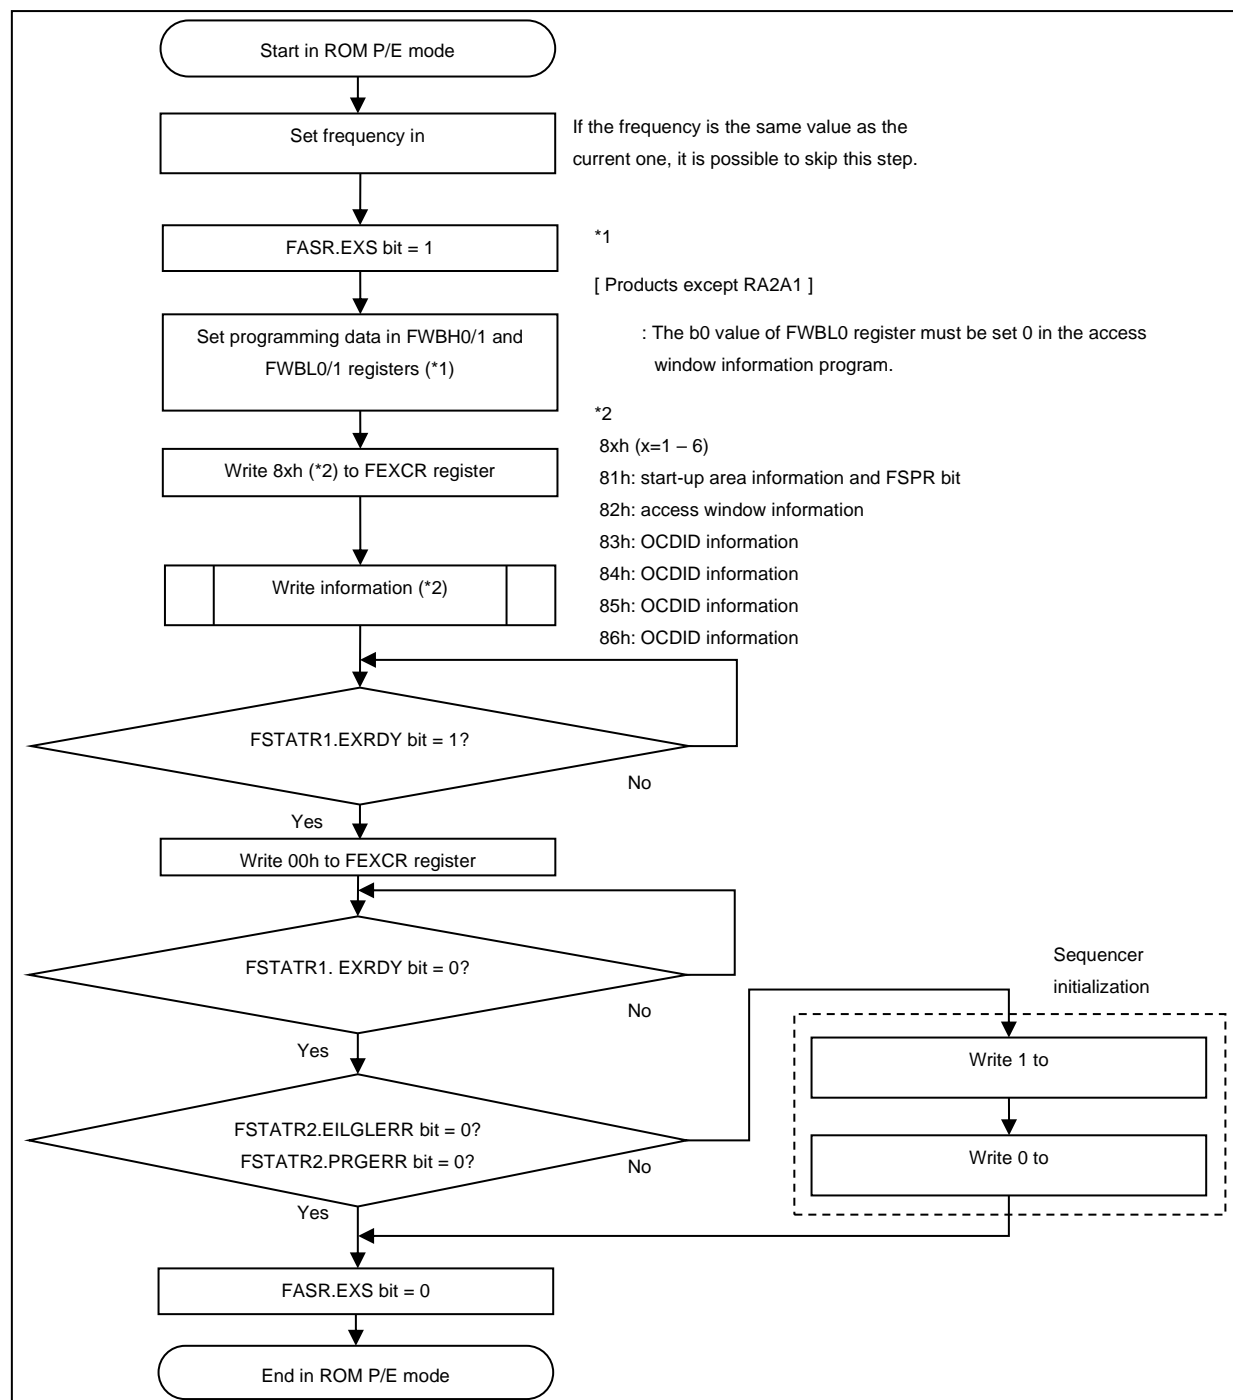 Start in ROM P/E mode
Set frequency in
If the frequency is the same value as the
current one, it is possible to skip this step.
FASR.EXS bit = 1
*1
[ Products except RA2A1 ]
Set programming data in FWBH0/1 and
FWBL0/1 registers (*1)
: The b0 value of FWBL0 register must be set 0 in the access
window information program.
*2
8xh (x=1 – 6)
Write 8xh (*2) to FEXCR register
81h: start-up area information and FSPR bit
82h: access window information
83h: OCDID information
84h: OCDID information
85h: OCDID information
86h: OCDID information
Write information (*2)
FSTATR1.EXRDY bit = 1?
No
Yes
Write 00h to FEXCR register
FSTATR1. EXRDY bit = 0?
No
Yes
Sequencer
initialization
Write 1 to
Write 0 to
FSTATR2.EILGLERR bit = 0?
FSTATR2.PRGERR bit = 0?
No
Yes
FASR.EXS bit = 0
End in ROM P/E mode